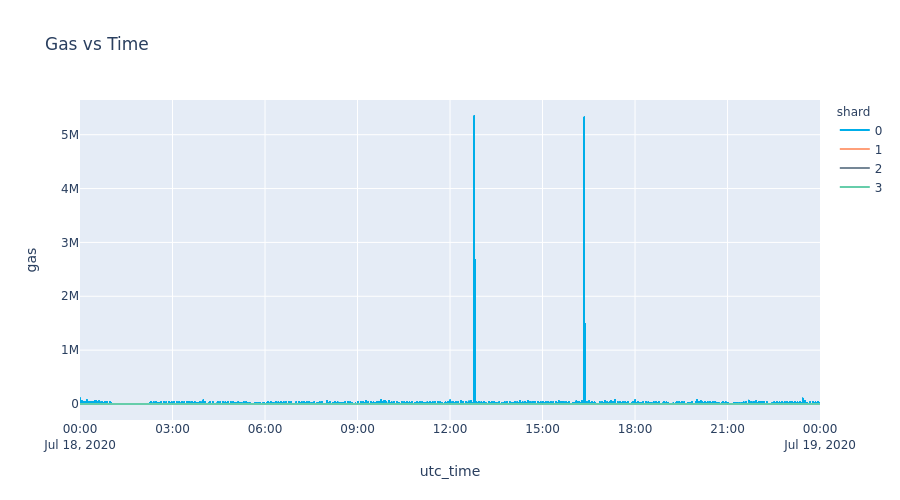 Gas vs Time
shard
0
1
2
3
5M
4M
3M
2M
1M
0
gas
00:00 03:00 06:00 09:00 12:00 15:00 18:00 21:00 00:00
Jul 18, 2020 Jul 19, 2020
utc_time